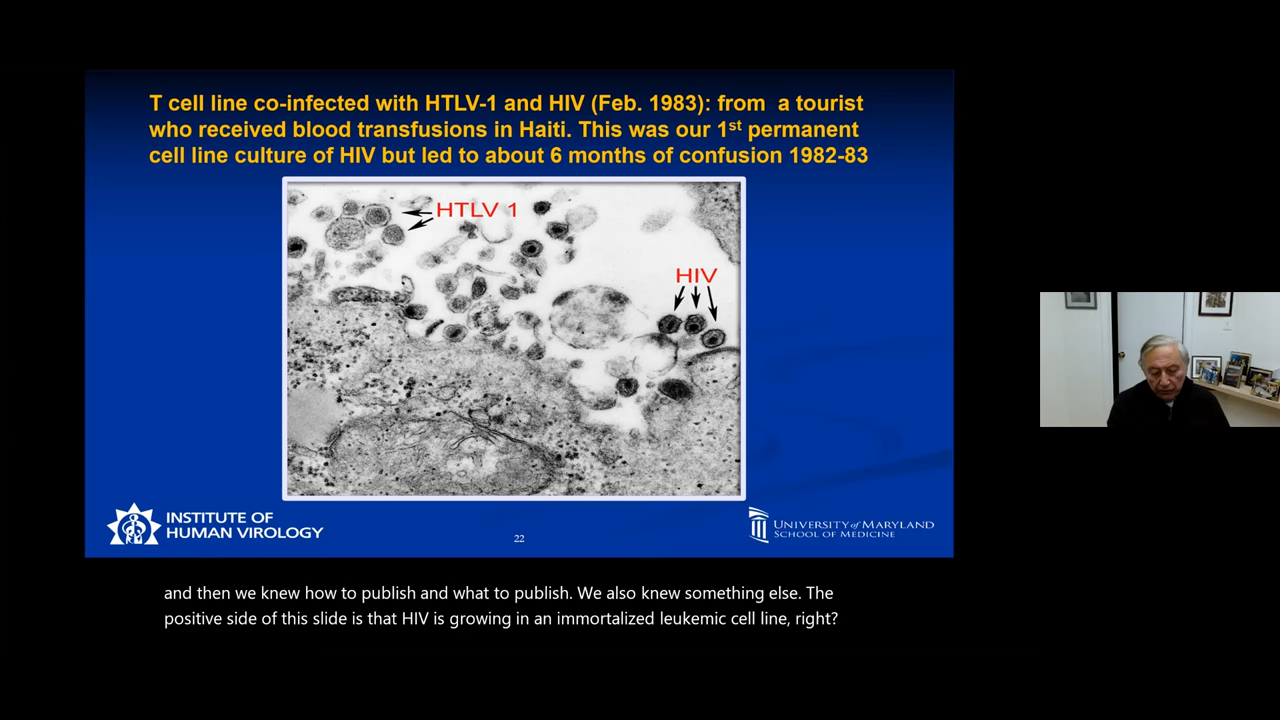 T cell line co-infected with HTLV-1 and HIV (Feb. 1983): from a tourist
who received blood transfusions in Haiti. This was our 1st permanent
cell line culture of HIV but led to about 6 months of confusion 1982-83
HTLV 1
HIV
INSTITUTE OF
HUMAN VIROLOGY
22
UNIVERSITY of MARYLAND
SCHOOL OF MEDICINE
and then we knew how to publish and what to publish. We also knew something else. The
positive side of this slide is that HIV is growing in an immortalized leukemic cell line, right?